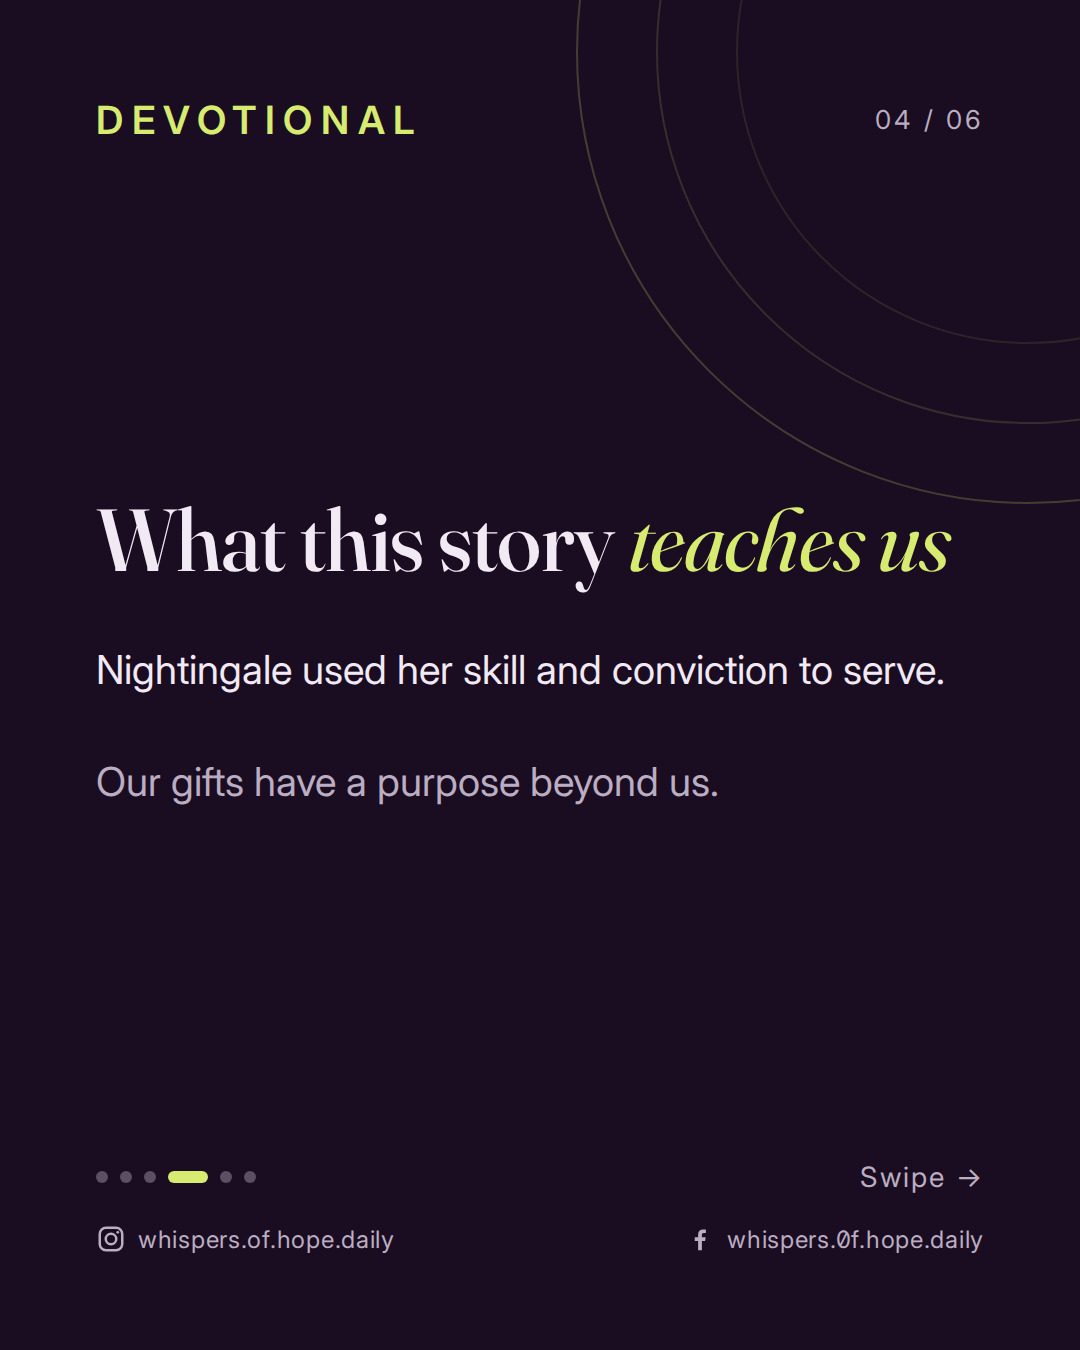 DEVOTIONAL
04 / 06
What this story teaches us
Nightingale used her skill and conviction to serve.
Our gifts have a purpose beyond us.
Swipe →
whispers.of.hope.daily
whispers.0f.hope.daily